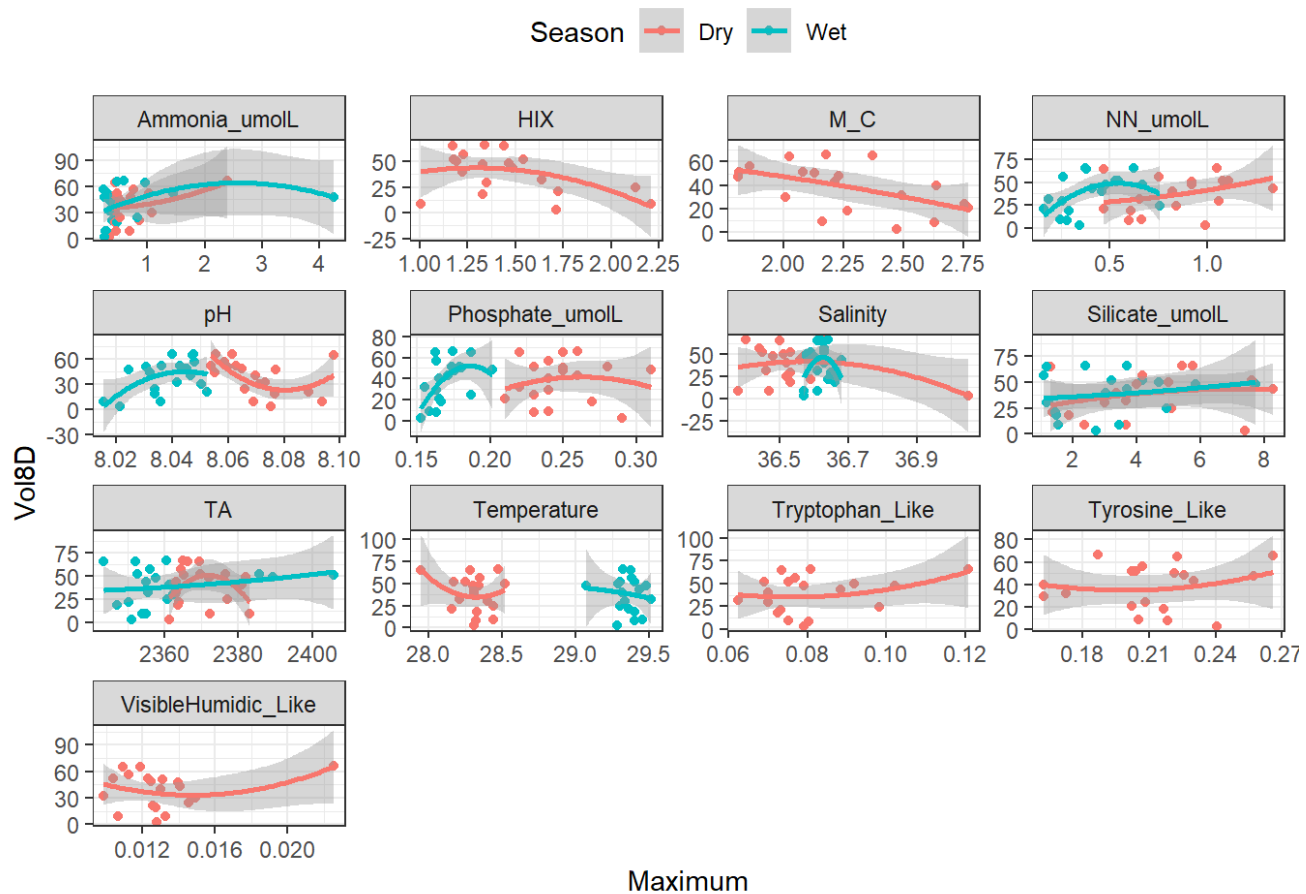 Season Dry Wet
Ammonia_umolL HIX M_C NN_umolL
90 60 30 0
50 25 0 -25
60 40 20 0
75 50 25 0
1 2 3 4
1.00 1.25 1.50 1.75 2.00 2.25
2.00 2.25 2.50 2.75
0.5 1.0
pH Phosphate_umolL Salinity Silicate_umolL
60 30 0 -30
80 60 40 20 0
50 25 0 -25
75 50 25 0
8.02 8.04 8.06 8.08 8.10
0.15 0.20 0.25 0.30
36.5 36.7 36.9
2 4 6 8
Vol8D
TA Temperature Tryptophan_Like Tyrosine_Like
75 50 25 0
100 75 50 25 0
100 75 50 25 0
80 60 40 20 0
2360 2380 2400
28.0 28.5 29.0 29.5
0.06 0.08 0.10 0.12
0.18 0.21 0.24 0.27
VisibleHumidic_Like
90 60 30 0
0.012 0.016 0.020
Maximum